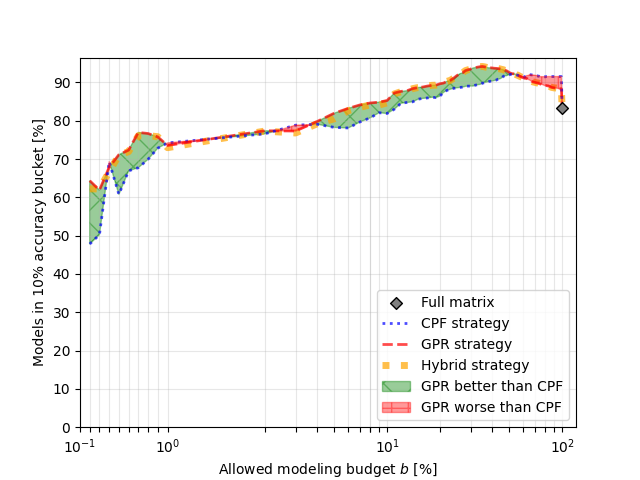 Models in 10% accuracy bucket [%]
90
80
70
60
50
40
30
20
10
0
Full matrix
CPF strategy
GPR strategy
Hybrid strategy
GPR better than CPF
GPR worse than CPF
10⁻¹ 10⁰ 10¹ 10²
Allowed modeling budget b [%]